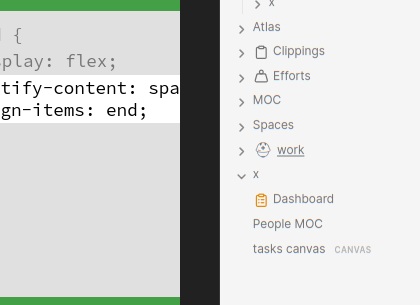 {
play: flex;
tify-content: spa
gn-items: end;
x
Atlas
Clippings
Efforts
MOC
Spaces
work
x
Dashboard
People MOC
tasks canvas CANVAS